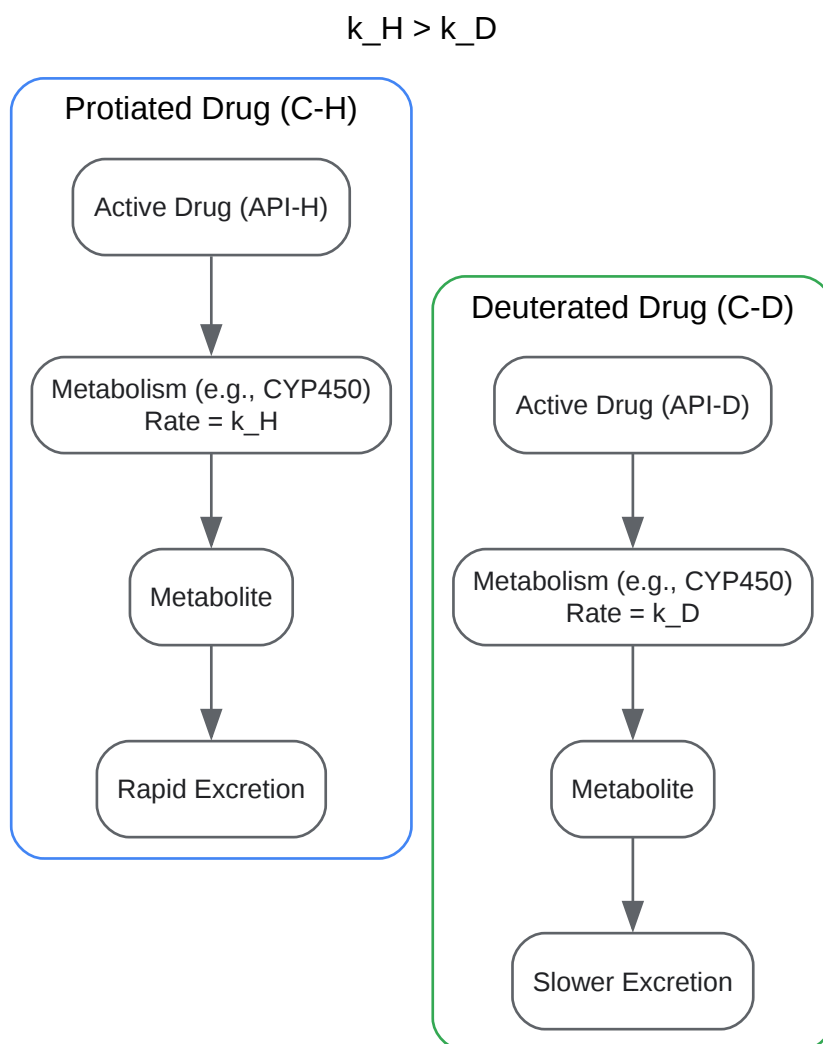 k_H > k_D
Protiated Drug (C-H)
Active Drug (API-H)
Metabolism (e.g., CYP450)
Rate = k_H
Metabolite
Rapid Excretion
Deuterated Drug (C-D)
Active Drug (API-D)
Metabolism (e.g., CYP450)
Rate = k_D
Metabolite
Slower Excretion